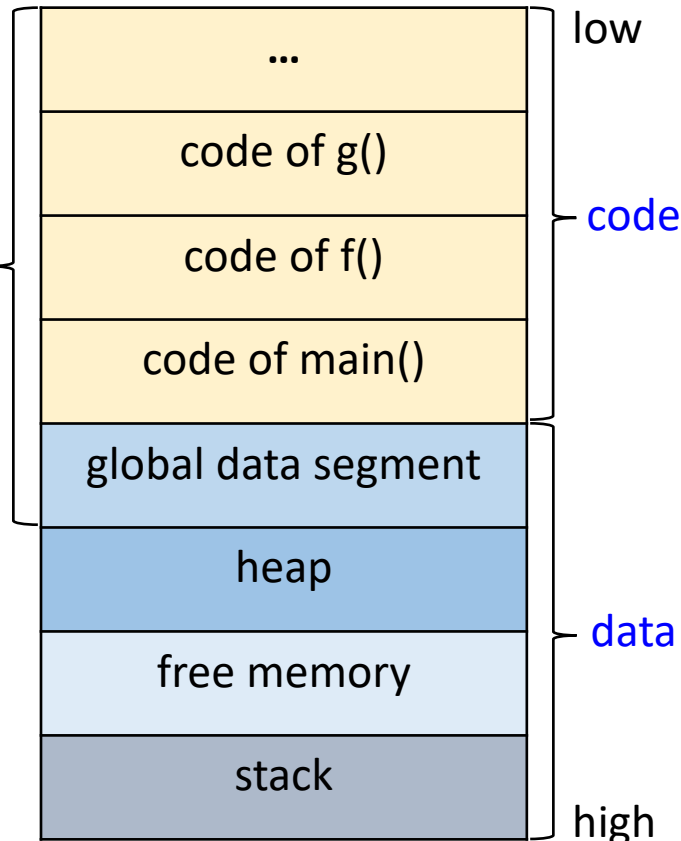 ...
low
code of g()
code
code of f()
code of main()
global data segment
heap
data
free memory
stack
high